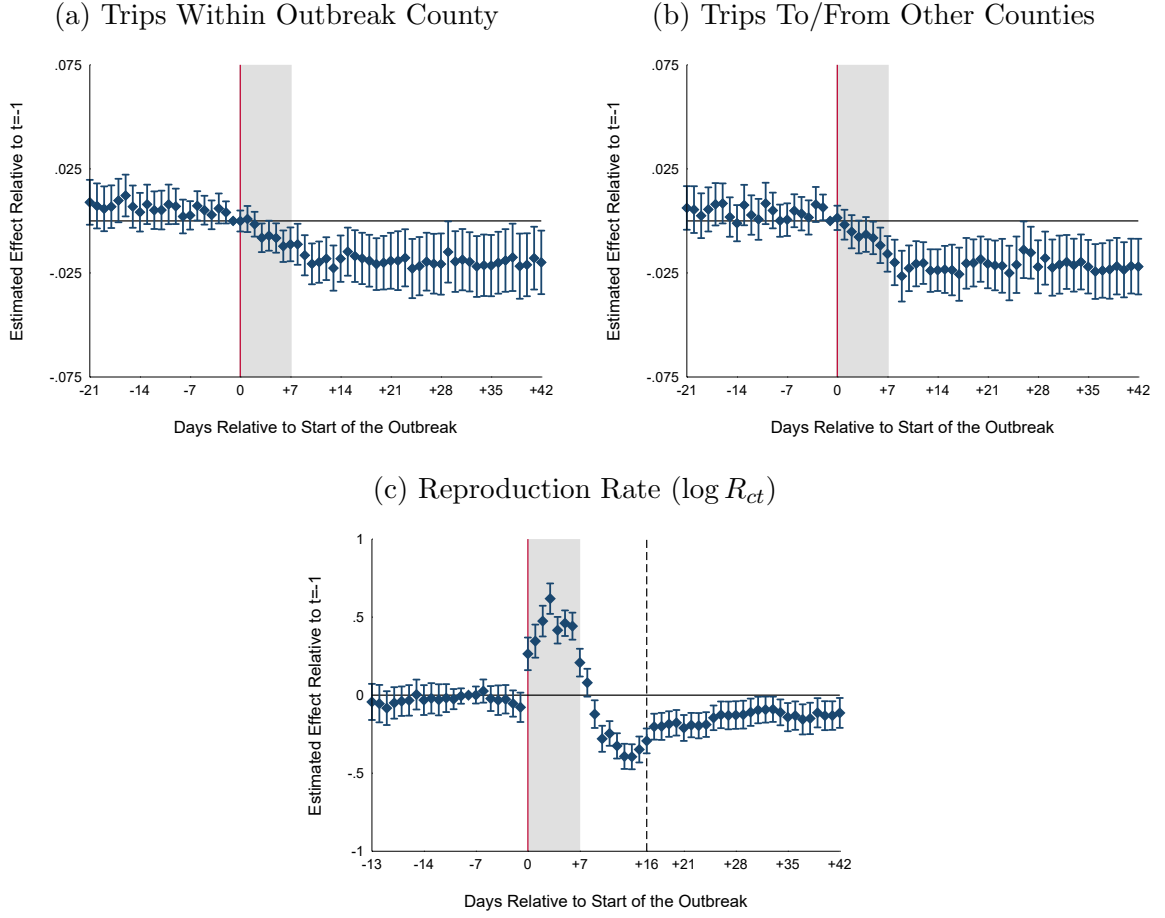 (a) Trips Within Outbreak County
Estimated Effect Relative to t=-1
.075
.025
-.025
-.075
-21 -14 -7 0 +7 +14 +21 +28 +35 +42
Days Relative to Start of the Outbreak
(b) Trips To/From Other Counties
Estimated Effect Relative to t=-1
.075
.025
-.025
-.075
-21 -14 -7 0 +7 +14 +21 +28 +35 +42
Days Relative to Start of the Outbreak
(c) Reproduction Rate (log R_{ct})
Estimated Effect Relative to t=-1
1
.5
0
-.5
-1
-13 -14 -7 0 +7 +16 +21 +28 +35 +42
Days Relative to Start of the Outbreak